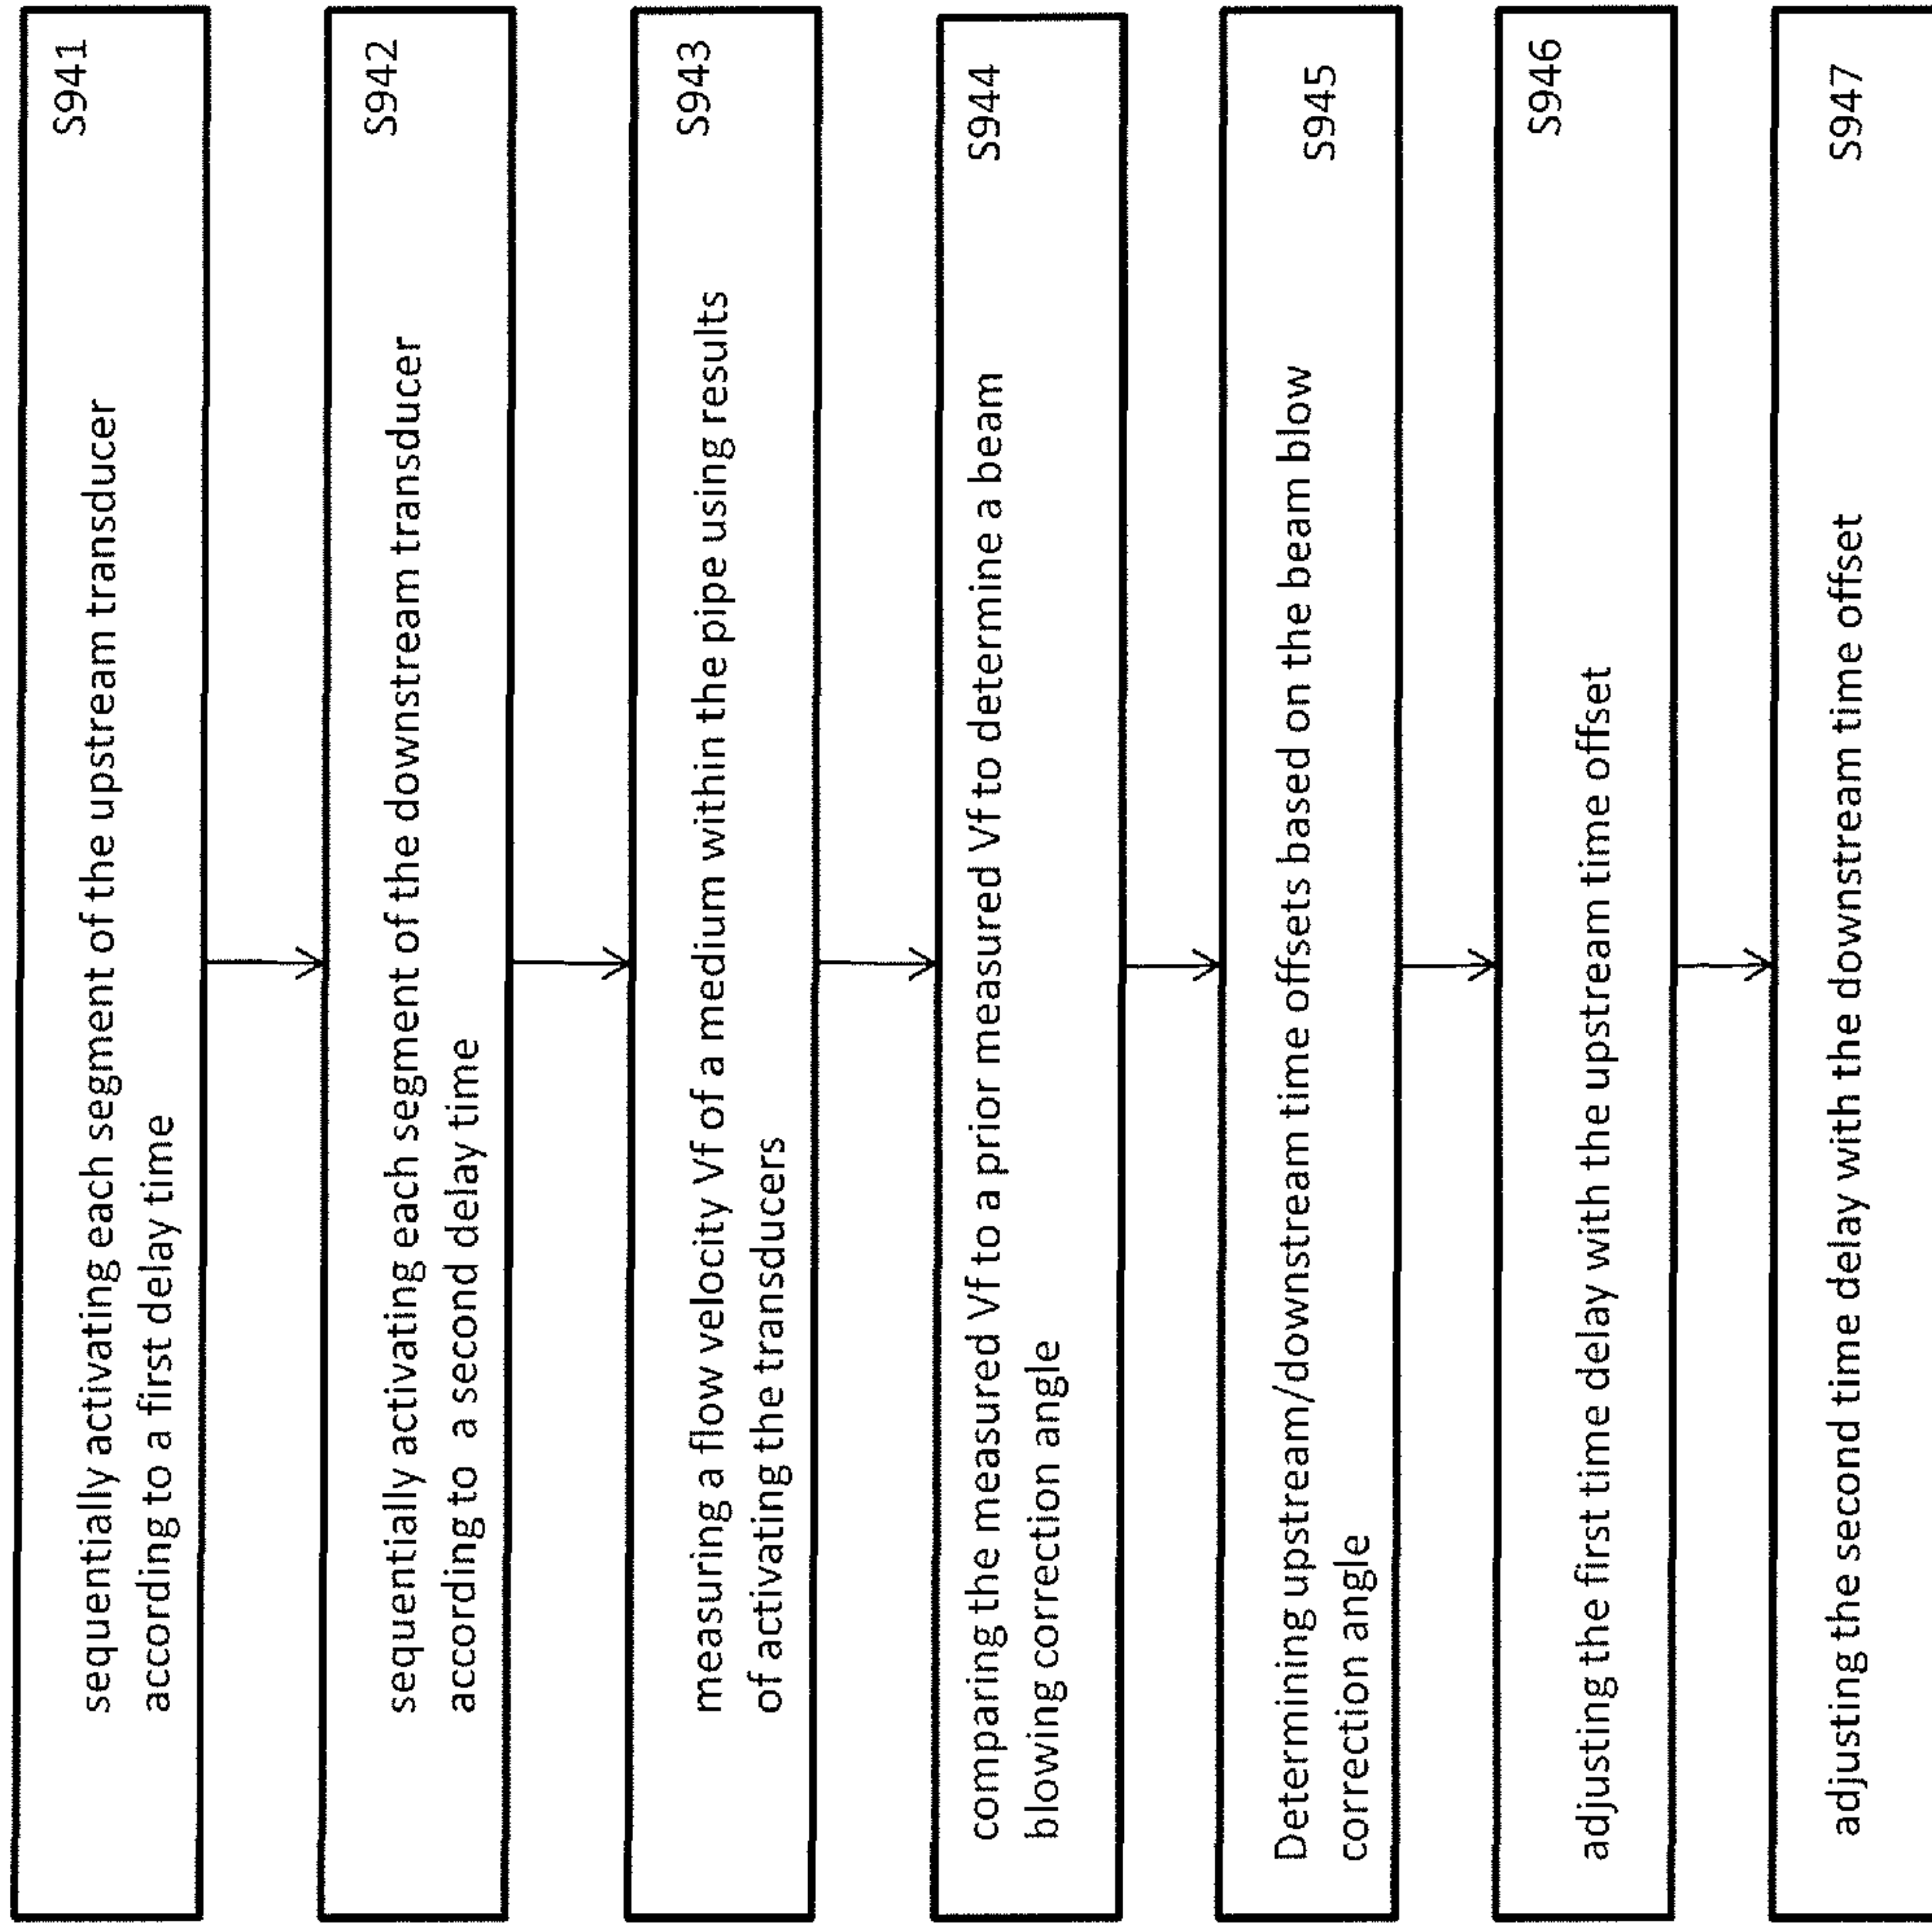 S941
sequentially activating each segment of the upstream transducer
according to a first delay time
S942
sequentially activating each segment of the downstream transducer
according to a second delay time
S943
measuring a flow velocity Vf of a medium within the pipe using results
of activating the transducers
S944
comparing the measured Vf to a prior measured Vf to determine a beam
blowing correction angle
Determining upstream/downstream time offsets based on the beam blow
S945
correction angle
S946
adjusting the first time delay with the upstream time offset
S947
adjusting the second time delay with the downstream time offset